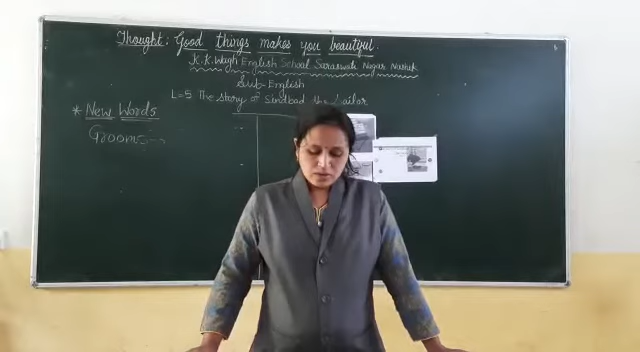 Thought: Good things makes you beautiful.
K.K.Wagh English School Saraswati Nagar Nashik
Sub- English
L=5 The story of Sindbad the Sailor
* New Words
Grooms